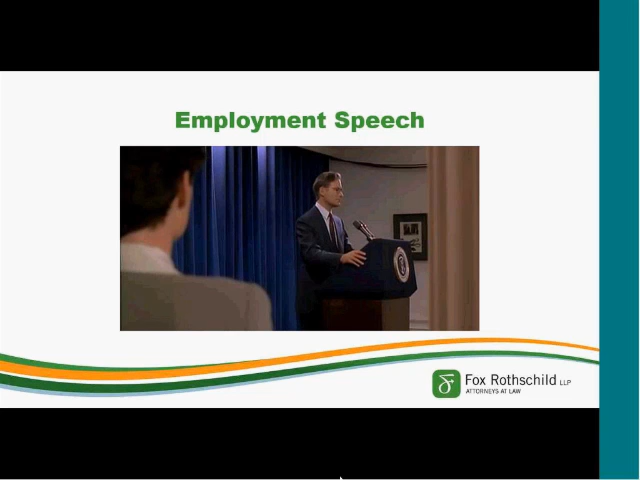 Employment Speech
Fox Rothschild LLP
ATTORNEYS AT LAW